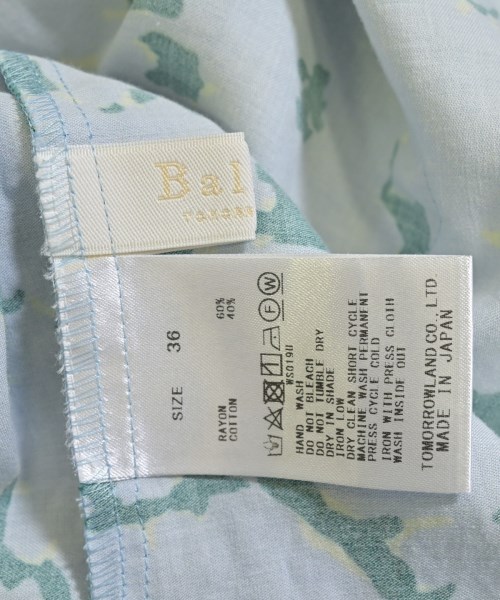 Bal
SIZE 36
RAYON 60%
COTTON 40%
WS019U
HAND WASH
DO NOT BLEACH
DO NOT TUMBLE DRY
DRY IN SHADE
IRON LOW
DRY CLEAN SHORT CYCLE
MACHINE WASH PERMANENT
PRESS CYCLE COLD
IRON WITH PRESS CLOTH
WASH INSIDE OUT
TOMORROWLAND CO., LTD.
MADE IN JAPAN